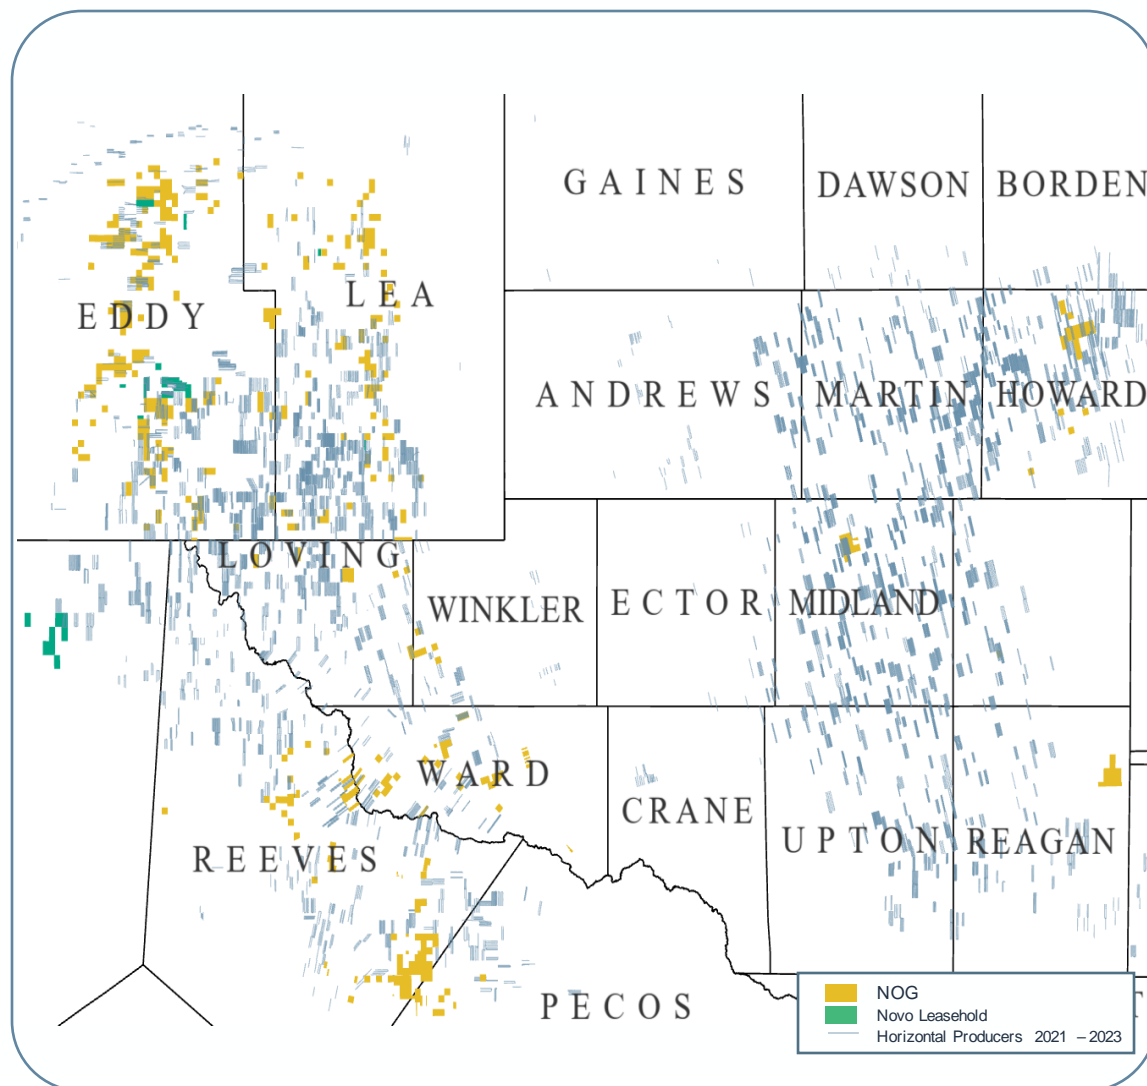 GAINES
DAWSON
BORDEN
LEA
EDDY
ANDREWS
MARTIN
HOWARD
LOVING
WINKLER
ECTOR
MIDLAND
WARD
CRANE
UPTON
REAGAN
REEVES
PECOS
NOG
Novo Leasehold
Horizontal Producers 2021 – 2023